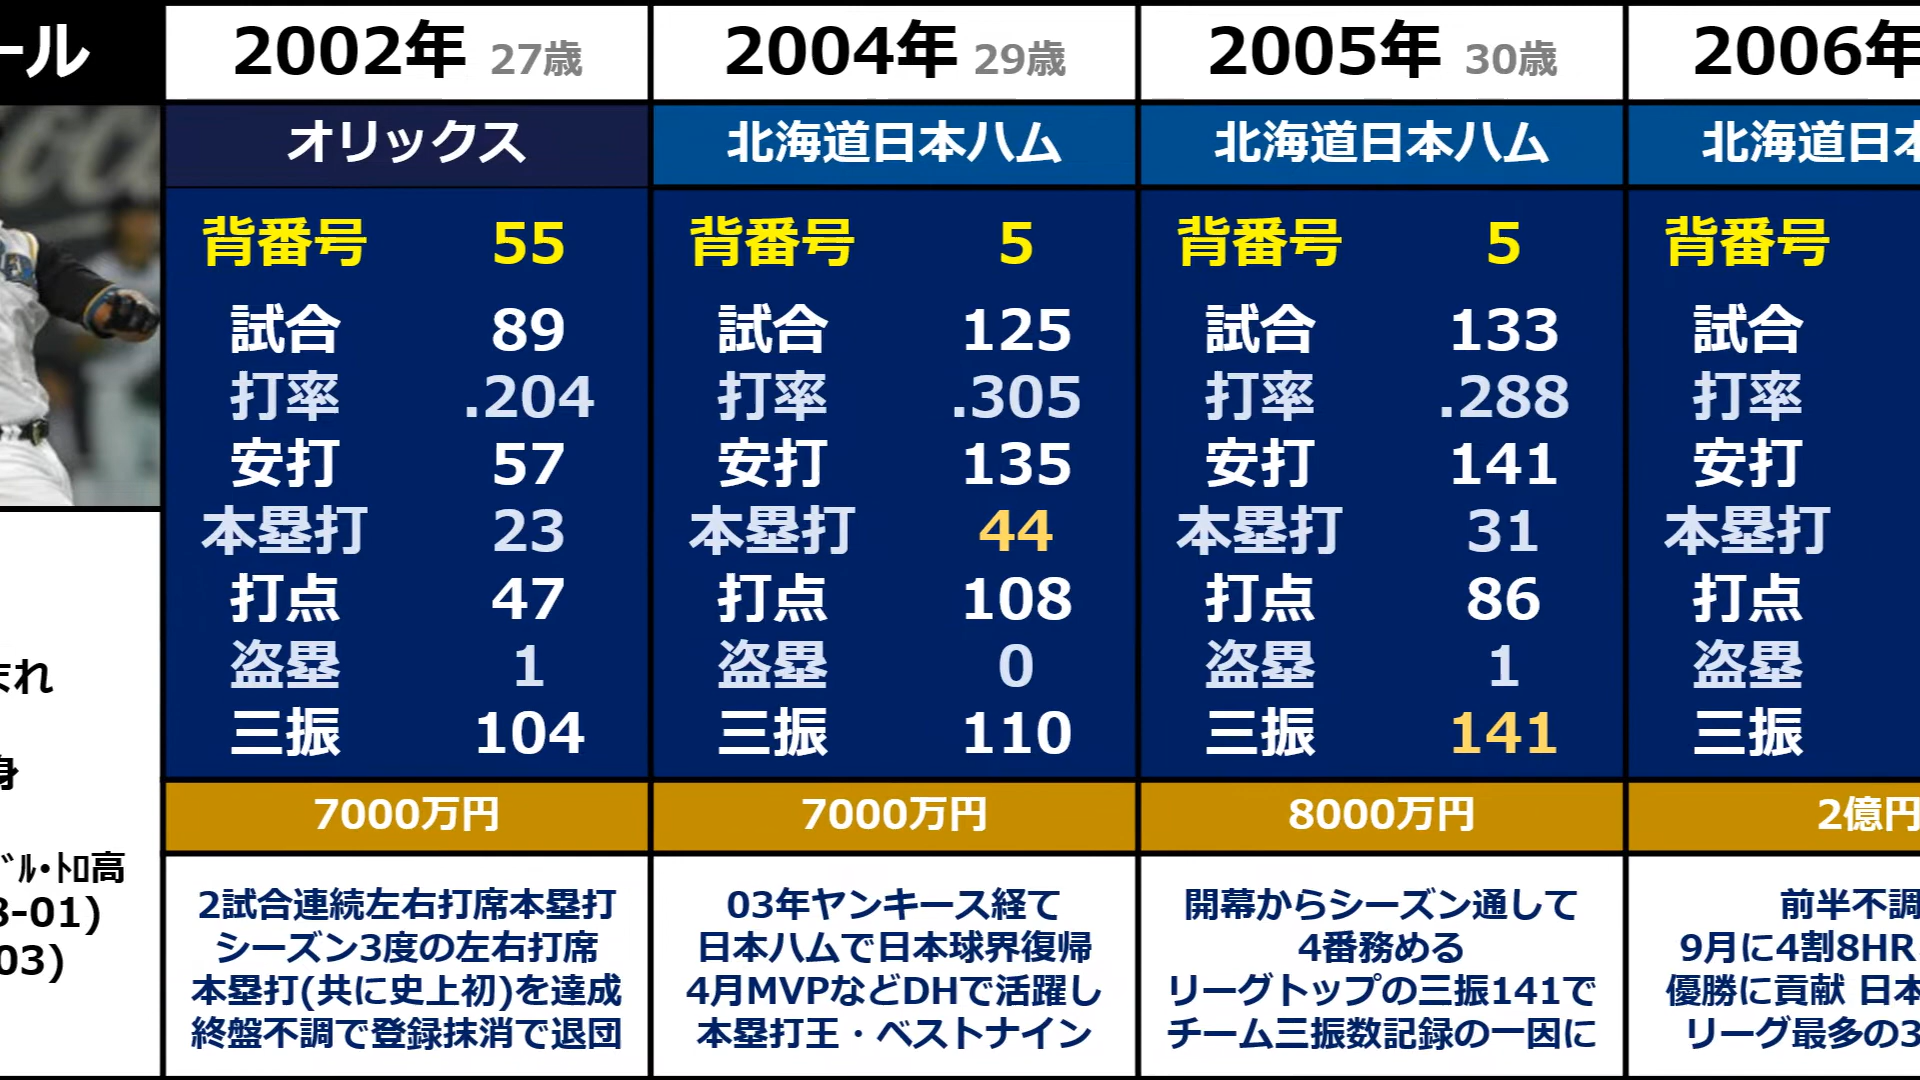 ール
まれ
身
ﾞﾙ･ﾄﾛ高
-01)
03)
2002年 27歳
オリックス
背番号 55
試合 89
打率 .204
安打 57
本塁打 23
打点 47
盗塁 1
三振 104
7000万円
2試合連続左右打席本塁打
シーズン3度の左右打席
本塁打(共に史上初)を達成
終盤不調で登録抹消で退団
2004年 29歳
北海道日本ハム
背番号 5
試合 125
打率 .305
安打 135
本塁打 44
打点 108
盗塁 0
三振 110
7000万円
03年ヤンキース経て
日本ハムで日本球界復帰
4月MVPなどDHで活躍し
本塁打王・ベストナイン
2005年 30歳
北海道日本ハム
背番号 5
試合 133
打率 .288
安打 141
本塁打 31
打点 86
盗塁 1
三振 141
8000万円
開幕からシーズン通して
4番務める
リーグトップの三振141で
チーム三振数記録の一因に
2006年
北海道日本
背番号
試合
打率
安打
本塁打
打点
盗塁
三振
2億円
前半不調
9月に4割8HR
優勝に貢献 日本
リーグ最多の3